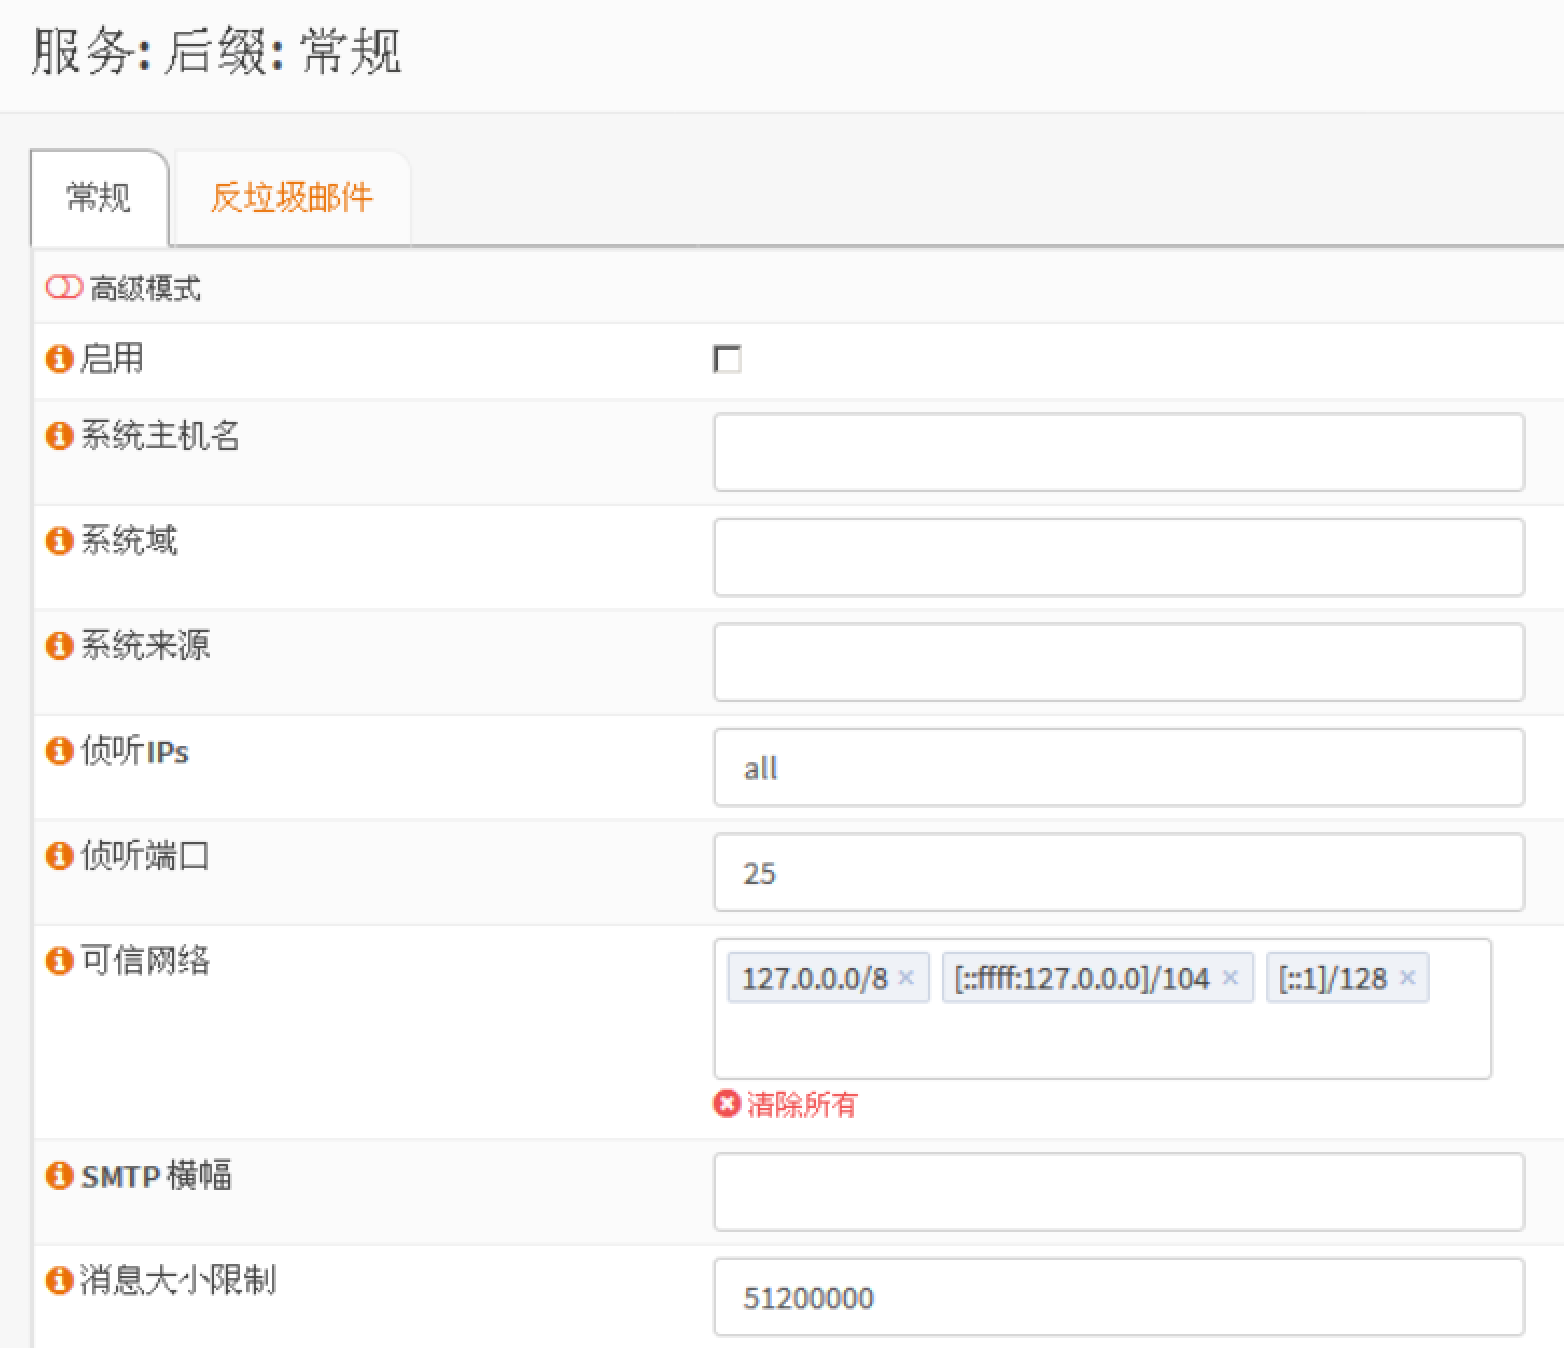 服务: 后缀: 常规
常规
反垃圾邮件
高级模式
启用
系统主机名
系统域
系统来源
侦听IPs
all
侦听端口
25
可信网络
127.0.0.0/8 × [::ffff:127.0.0.0]/104 × [::1]/128 ×
清除所有
SMTP 横幅
消息大小限制
51200000